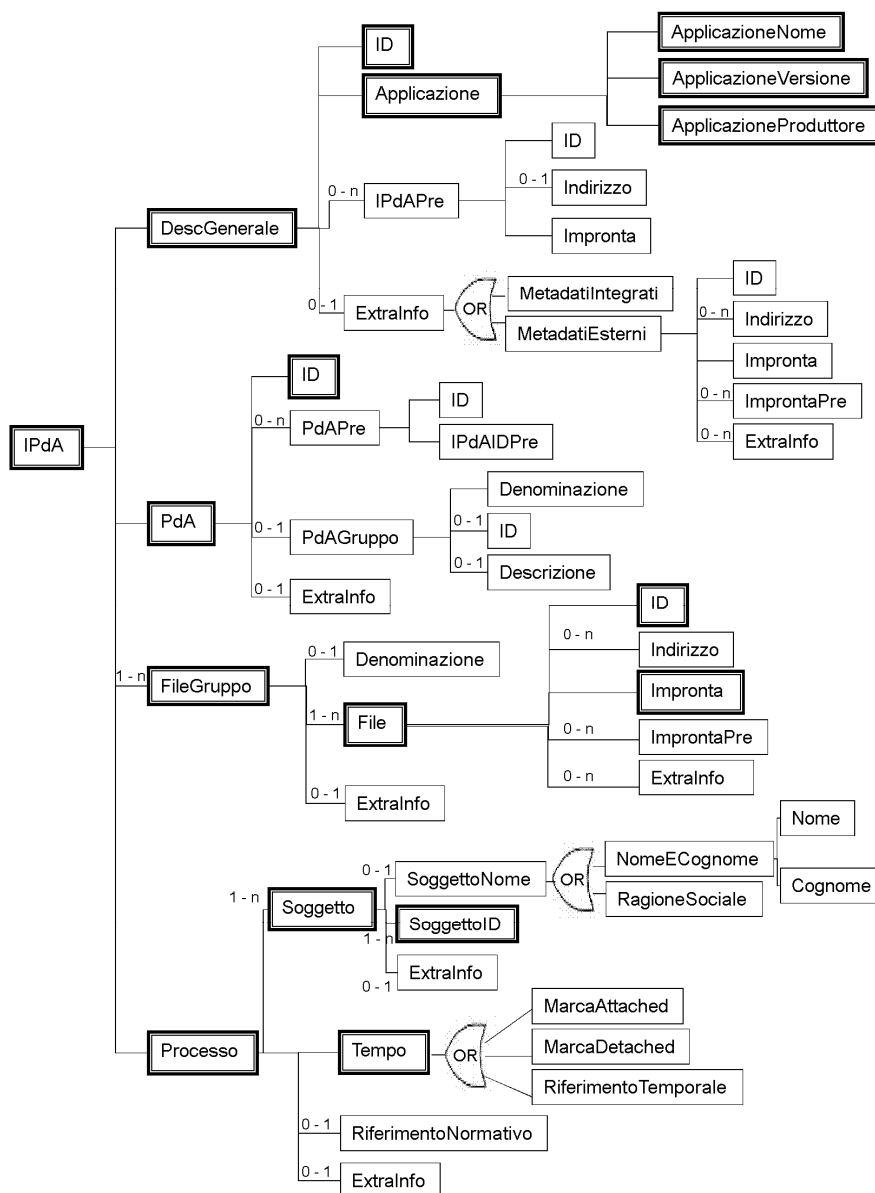 ID
ApplicazioneNome
Applicazione
ApplicazioneVersione
ApplicazioneProduttore
0 - n
IPdAPre
ID
0 - 1
Indirizzo
Impronta
DescGenerale
0 - 1
ExtraInfo
OR
MetadatiIntegrati
MetadatiEsterni
ID
0 - n
Indirizzo
Impronta
0 - n
ImprontaPre
0 - n
ExtraInfo
IPdA
PdA
ID
0 - n
PdAPre
ID
IPdAIDPre
0 - 1
PdAGruppo
Denominazione
0 - 1
ID
0 - 1
Descrizione
0 - 1
ExtraInfo
1 - n
FileGruppo
0 - 1
Denominazione
1 - n
File
ID
0 - n
Indirizzo
Impronta
0 - n
ImprontaPre
0 - n
ExtraInfo
0 - 1
ExtraInfo
Processo
1 - n
Soggetto
0 - 1
SoggettoNome
OR
NomeECognome
Nome
Cognome
RagioneSociale
1 - n
SoggettoID
0 - 1
ExtraInfo
Tempo
OR
MarcaAttached
MarcaDetached
RiferimentoTemporale
0 - 1
RiferimentoNormativo
0 - 1
ExtraInfo